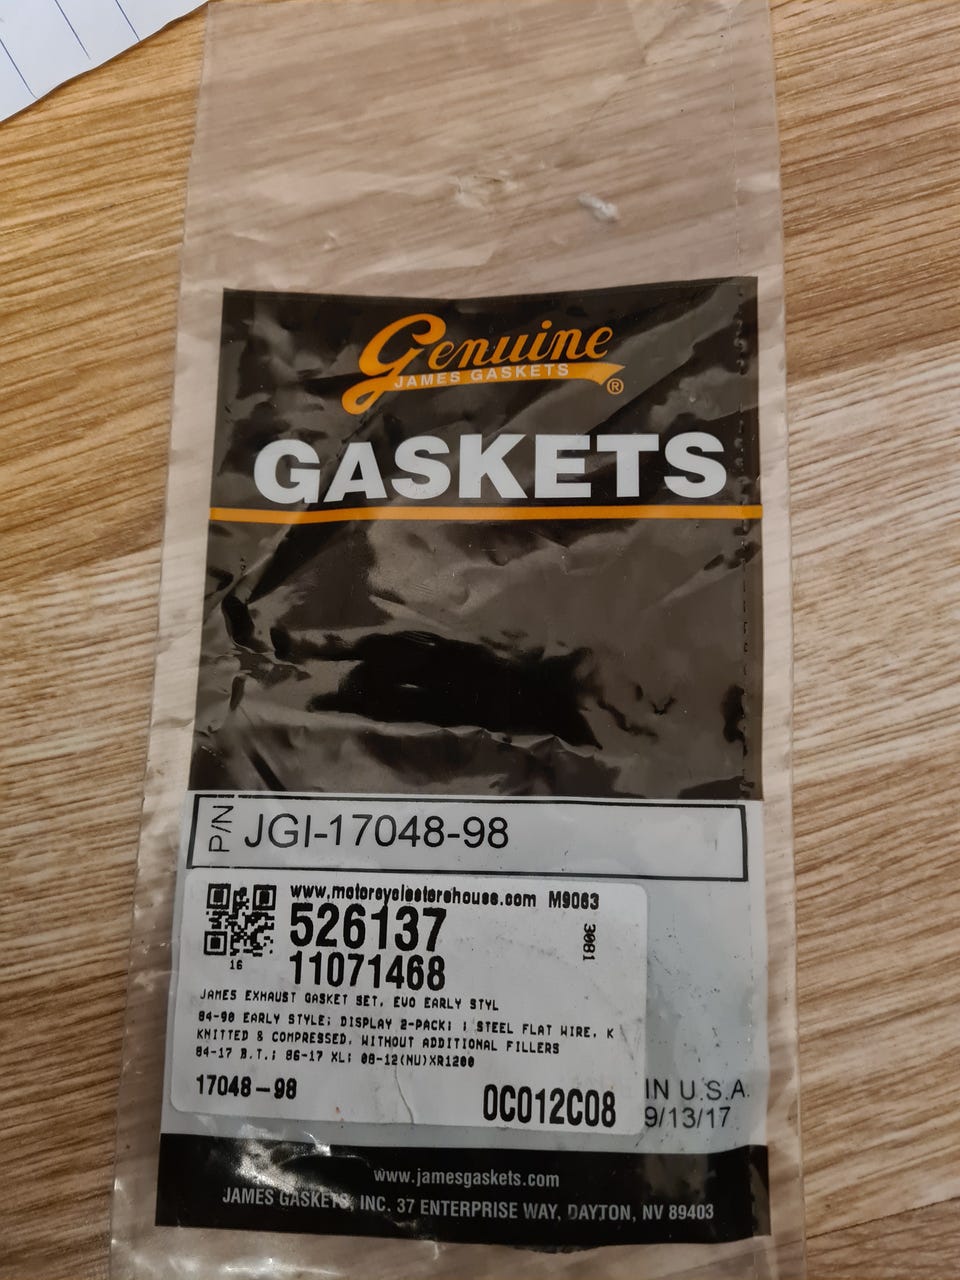 Genuine
JAMES GASKETS
®
GASKETS
P/N JGI-17048-98
www.motorcyclestorehouse.com M9063
526137
3081
11071468
16
JAMES EXHAUST GASKET SET, EVO EARLY STYL
84-90 EARLY STYLE; DISPLAY 2-PACK; STEEL FLAT WIRE, K
KNITTED & COMPRESSED, WITHOUT ADDITIONAL FILLERS
84-17 B.T.; 86-17 XL; 08-12(NU)XR1200
17048-98
0C012C08
IN U.S.A.
9/13/17
www.jamesgaskets.com
JAMES GASKETS, INC. 37 ENTERPRISE WAY, DAYTON, NV 89403